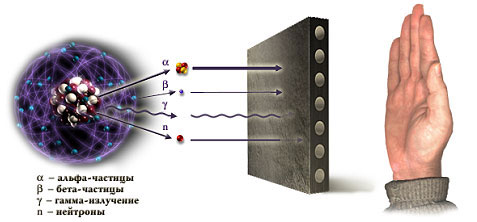 α
β
γ
n
α – альфа-частицы
β – бета-частицы
γ – гамма-излучение
n – нейтроны